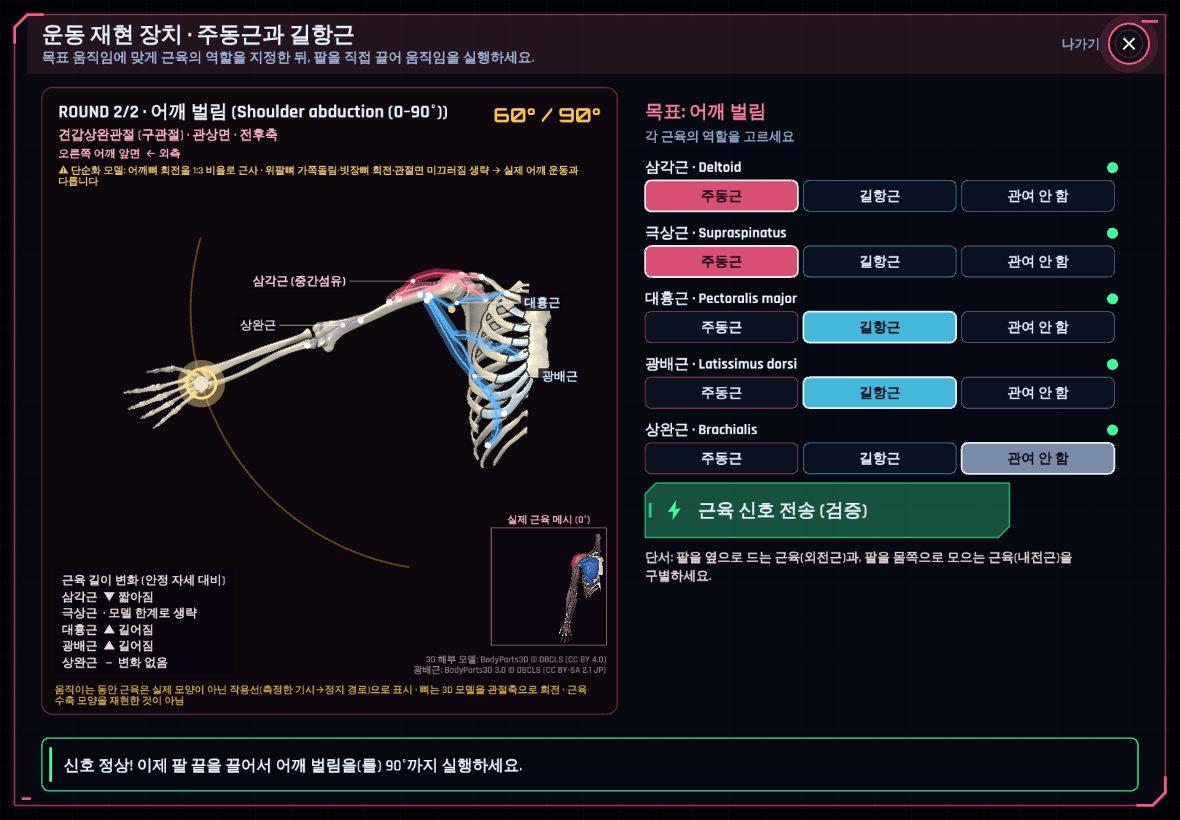 운동 재현 장치 · 주동근과 길항근
목표 움직임에 맞게 근육의 역할을 지정한 뒤, 팔을 직접 끌어 움직임을 실행하세요.
나가기
ROUND 2/2 · 어깨 벌림 (Shoulder abduction (0–90°))
60° / 90°
견갑상완관절 (구관절) · 관상면 · 전후축
오른쪽 어깨 앞면 ← 외측
⚠ 단순화 모델: 어깨뼈 회전을 1:3 비율로 근사 · 위팔뼈 가쪽돌림·빗장뼈 회전·관절면 미끄러짐 생략 → 실제 어깨 운동과
다릅니다
삼각근 (중간섬유)
대흉근
상완근
광배근
실제 근육 메시 (0°)
근육 길이 변화 (안정 자세 대비)
삼각근 ▼ 짧아짐
극상근 · 모델 한계로 생략
대흉근 ▲ 길어짐
광배근 ▲ 길어짐
상완근 – 변화 없음
3D 해부 모델: BodyParts3D © DBCLS (CC BY 4.0)
광배근: BodyParts3D 3.0 © DBCLS (CC BY-SA 2.1 JP)
움직이는 동안 근육은 실제 모양이 아닌 작용선(측정한 기시→정지 경로)으로 표시 · 뼈는 3D 모델을 관절축으로 회전 · 근육
수축 모양을 재현한 것이 아님
목표: 어깨 벌림
각 근육의 역할을 고르세요
삼각근 · Deltoid
주동근 길항근 관여 안 함
극상근 · Supraspinatus
주동근 길항근 관여 안 함
대흉근 · Pectoralis major
주동근 길항근 관여 안 함
광배근 · Latissimus dorsi
주동근 길항근 관여 안 함
상완근 · Brachialis
주동근 길항근 관여 안 함
근육 신호 전송 (검증)
단서: 팔을 옆으로 드는 근육(외전근)과, 팔을 몸쪽으로 모으는 근육(내전근)을
구별하세요.
신호 정상! 이제 팔 끝을 끌어서 어깨 벌림을(를) 90°까지 실행하세요.